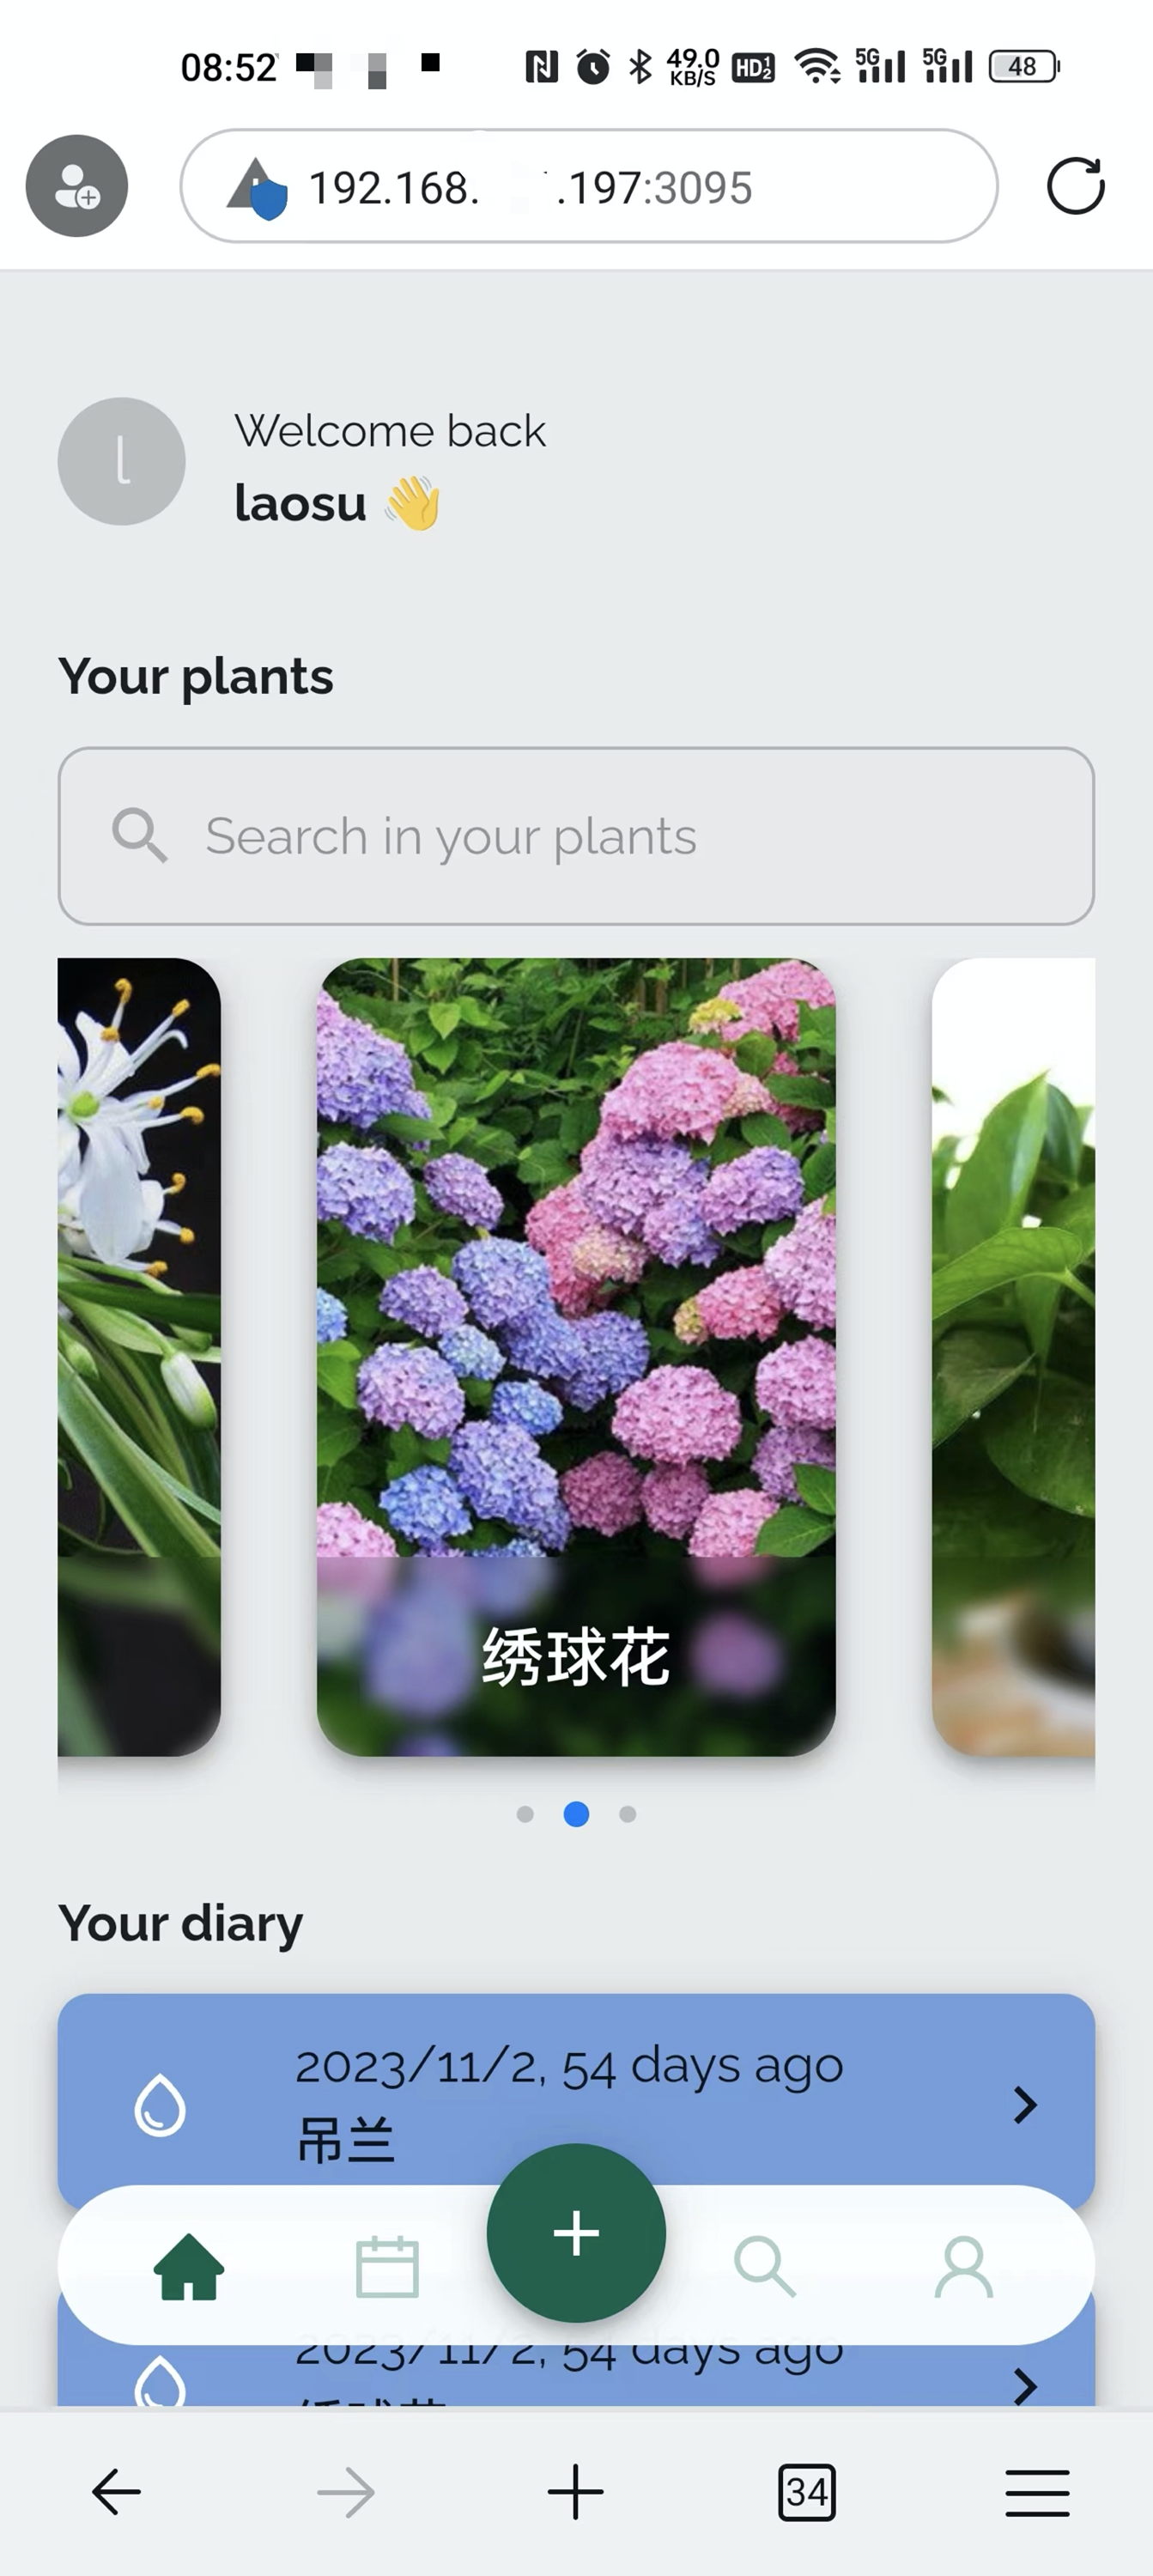 08:52
49.0
KB/S
HD 1 2
5G
5G
48
192.168. .197:3095
l
Welcome back
laosu 👋
Your plants
Search in your plants
绣球花
Your diary
2023/11/2, 54 days ago
吊兰
2023/11/2, 54 days ago
34